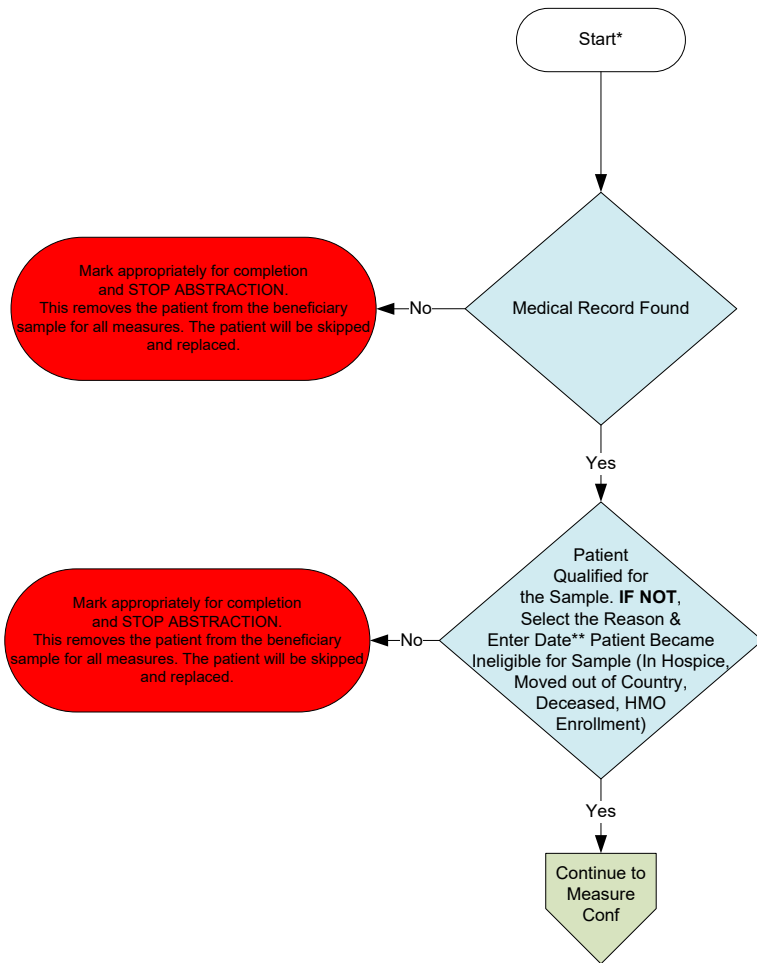 Start*
Medical Record Found
No
Mark appropriately for completion
and STOP ABSTRACTION.
This removes the patient from the beneficiary
sample for all measures. The patient will be skipped
and replaced.
Yes
Patient
Qualified for
the Sample. IF NOT,
Select the Reason &
Enter Date** Patient Became
Ineligible for Sample (In Hospice,
Moved out of Country,
Deceased, HMO
Enrollment)
No
Mark appropriately for completion
and STOP ABSTRACTION.
This removes the patient from the beneficiary
sample for all measures. The patient will be skipped
and replaced.
Yes
Continue to
Measure
Conf